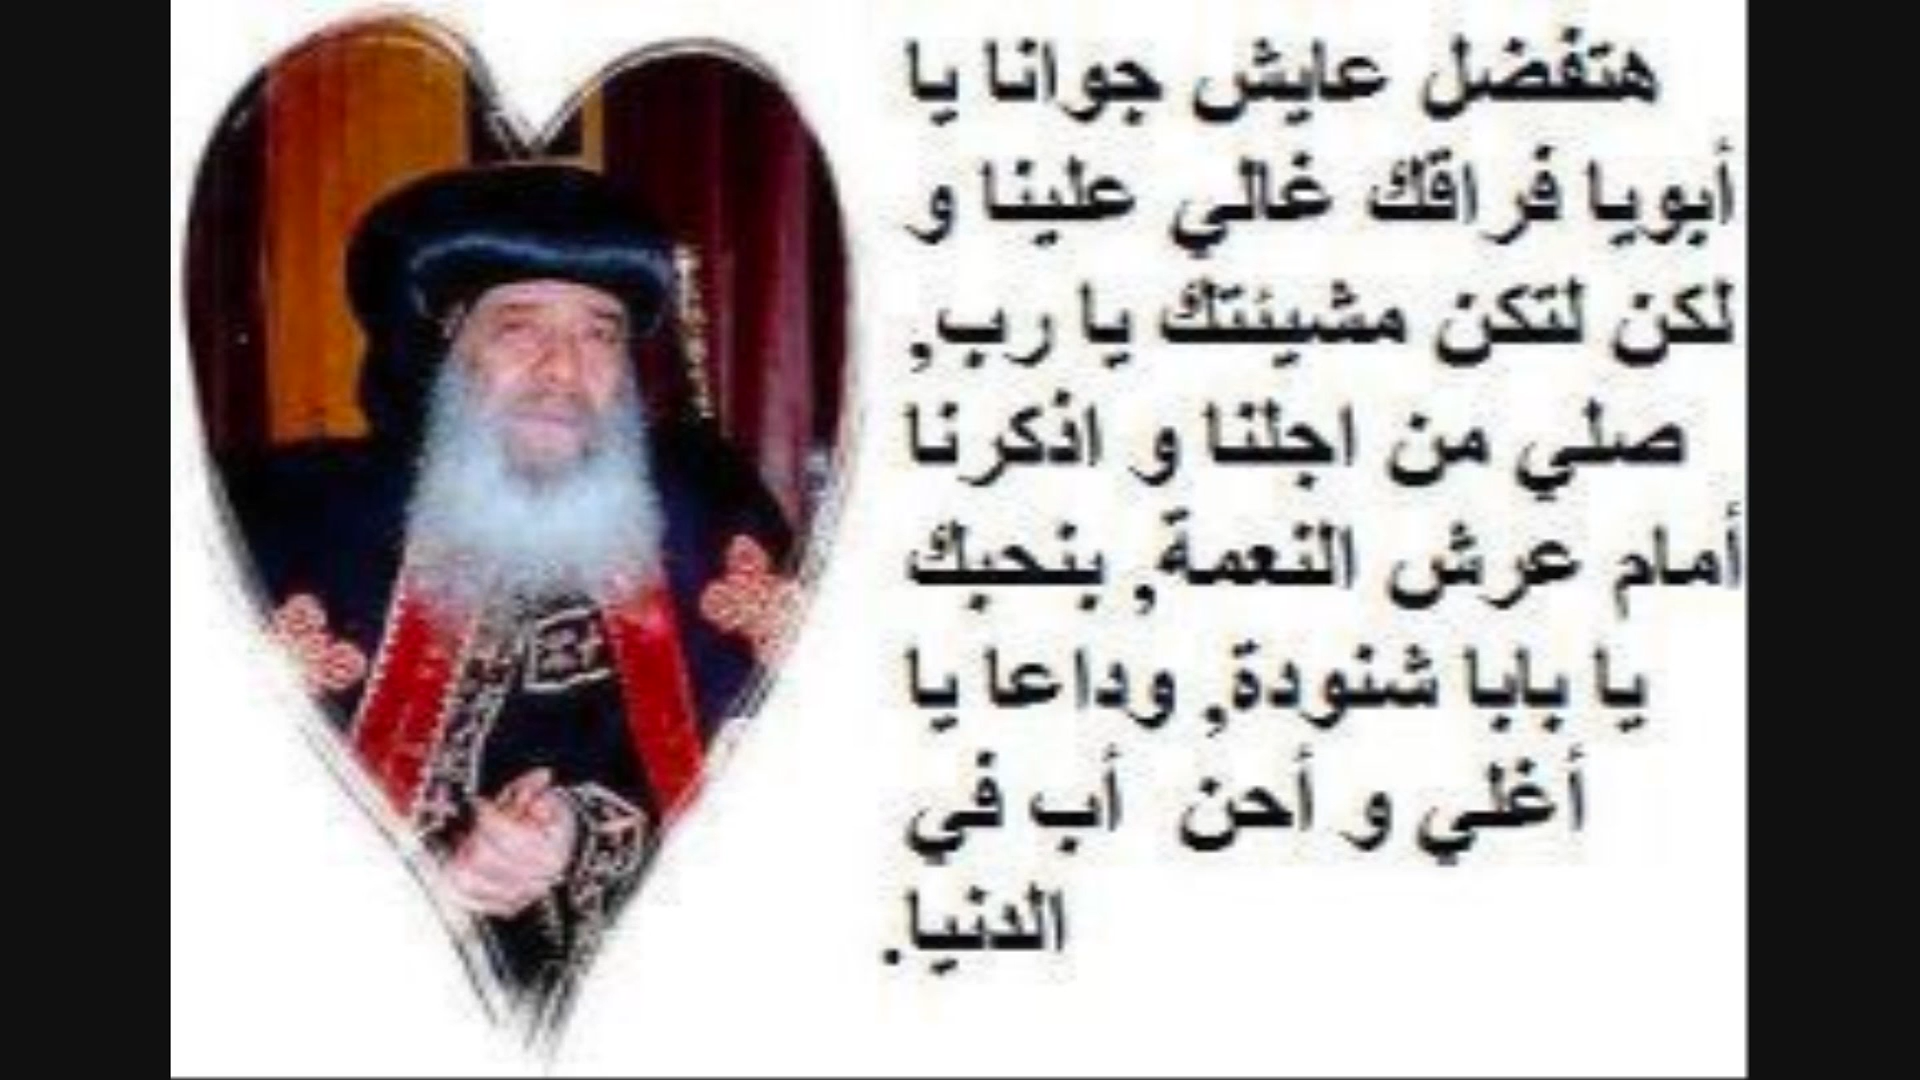 هتفضل عايش جوانا يا
أبويا فراقك غالي علينا و
لكن لتكن مشيئتك يا رب,
صلي من اجلنا و اذكرنا
أمام عرش النعمة, بنحبك
يا بابا شنودة, وداعا يا
أغلي و أحن أب في
الدنيا.